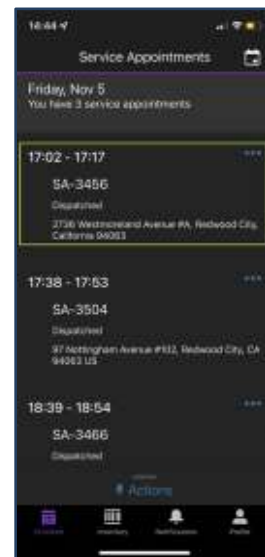 14:44
Service Appointments
Friday, Nov 5
You have 3 service appointments
17:02 - 17:17
SA-3456
Dispatched
2736 Westmoreland Avenue #A, Redwood City,
California 94063
17:38 - 17:53
SA-3504
Dispatched
97 Nottingham Avenue #102, Redwood City, CA
94063 US
18:39 - 18:54
SA-3466
Dispatched
Actions
Schedule
Inventory
Notifications
Profile